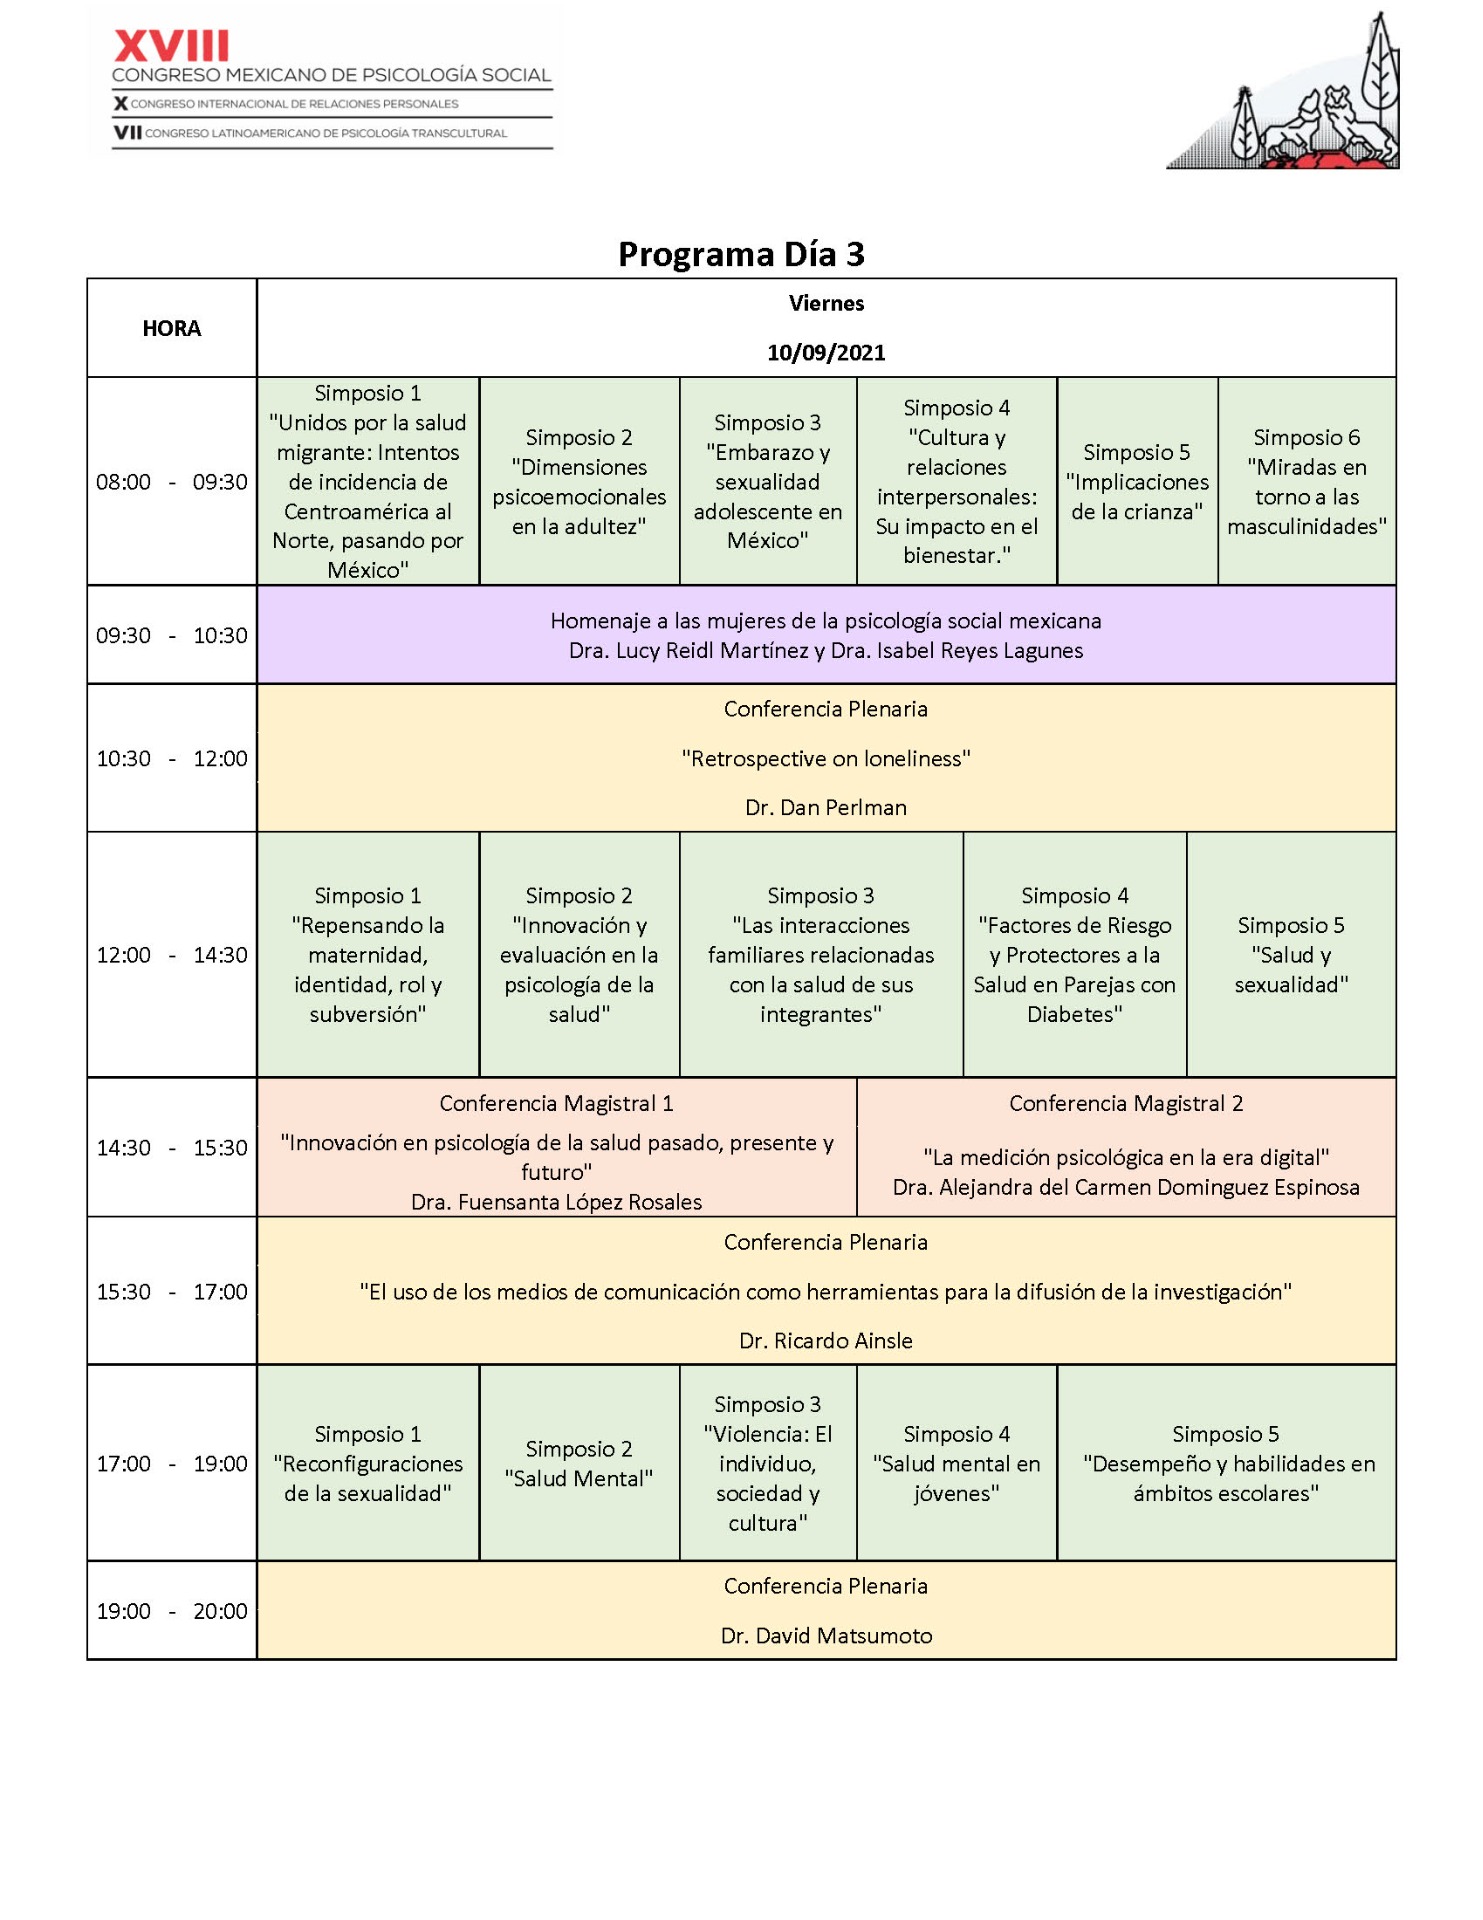 XVIII
CONGRESO MEXICANO DE PSICOLOGÍA SOCIAL
X CONGRESO INTERNACIONAL DE RELACIONES PERSONALES
VII CONGRESO LATINOAMERICANO DE PSICOLOGÍA TRANSCULTURAL
Programa Día 3
HORA
Viernes
10/09/2021
08:00 - 09:30
Simposio 1
"Unidos por la salud
migrante: Intentos
de incidencia de
Centroamérica al
Norte, pasando por
México"
Simposio 2
"Dimensiones
psicoemocionales
en la adultez"
Simposio 3
"Embarazo y
sexualidad
adolescente en
México"
Simposio 4
"Cultura y
relaciones
interpersonales:
Su impacto en el
bienestar."
Simposio 5
"Implicaciones
de la crianza"
Simposio 6
"Miradas en
torno a las
masculinidades"
09:30 - 10:30
Homenaje a las mujeres de la psicología social mexicana
Dra. Lucy Reidl Martínez y Dra. Isabel Reyes Lagunes
10:30 - 12:00
Conferencia Plenaria
"Retrospective on loneliness"
Dr. Dan Perlman
12:00 - 14:30
Simposio 1
"Repensando la
maternidad,
identidad, rol y
subversión"
Simposio 2
"Innovación y
evaluación en la
psicología de la
salud"
Simposio 3
"Las interacciones
familiares relacionadas
con la salud de sus
integrantes"
Simposio 4
"Factores de Riesgo
y Protectores a la
Salud en Parejas con
Diabetes"
Simposio 5
"Salud y
sexualidad"
14:30 - 15:30
Conferencia Magistral 1
"Innovación en psicología de la salud pasado, presente y
futuro"
Dra. Fuensanta López Rosales
Conferencia Magistral 2
"La medición psicológica en la era digital"
Dra. Alejandra del Carmen Dominguez Espinosa
15:30 - 17:00
Conferencia Plenaria
"El uso de los medios de comunicación como herramientas para la difusión de la investigación"
Dr. Ricardo Ainsle
17:00 - 19:00
Simposio 1
"Reconfiguraciones
de la sexualidad"
Simposio 2
"Salud Mental"
Simposio 3
"Violencia: El
individuo,
sociedad y
cultura"
Simposio 4
"Salud mental en
jóvenes"
Simposio 5
"Desempeño y habilidades en
ámbitos escolares"
19:00 - 20:00
Conferencia Plenaria
Dr. David Matsumoto